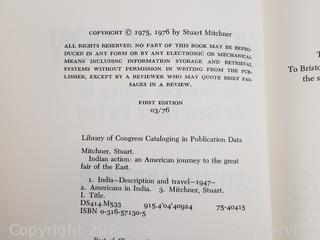 COPYRIGHT © 1975, 1976 by Stuart Mitchner
ALL RIGHTS RESERVED. NO PART OF THIS BOOK MAY BE REPRO-
DUCED IN ANY FORM OR BY ANY ELECTRONIC OR MECHANICAL
MEANS INCLUDING INFORMATION STORAGE AND RETRIEVAL
SYSTEMS WITHOUT PERMISSION IN WRITING FROM THE PUB-
LISHER, EXCEPT BY A REVIEWER WHO MAY QUOTE BRIEF PAS-
SAGES IN A REVIEW.
FIRST EDITION
03/76
Library of Congress Cataloging in Publication Data
Mitchner, Stuart.
Indian action: an American journey to the great
fair of the East.
1. India—Description and travel—1947-
2. Americans in India. 3. Mitchner, Stuart.
I. Title.
DS414.M533 915.4'04'40924 75-40415
ISBN 0-316-57130-5
To Bristo
the s